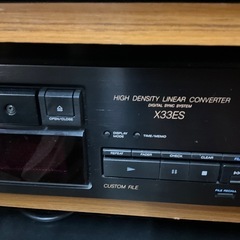 HIGH DENSITY LINEAR CONVERTER
DIGITAL SYNC SYSTEM
X33ES
OPEN/CLOSE
DISPLAY
MODE
TIME/MEMO
REPEAT
FADER
CHECK
CLEAR
CUSTOM FILE
FILE RECALL